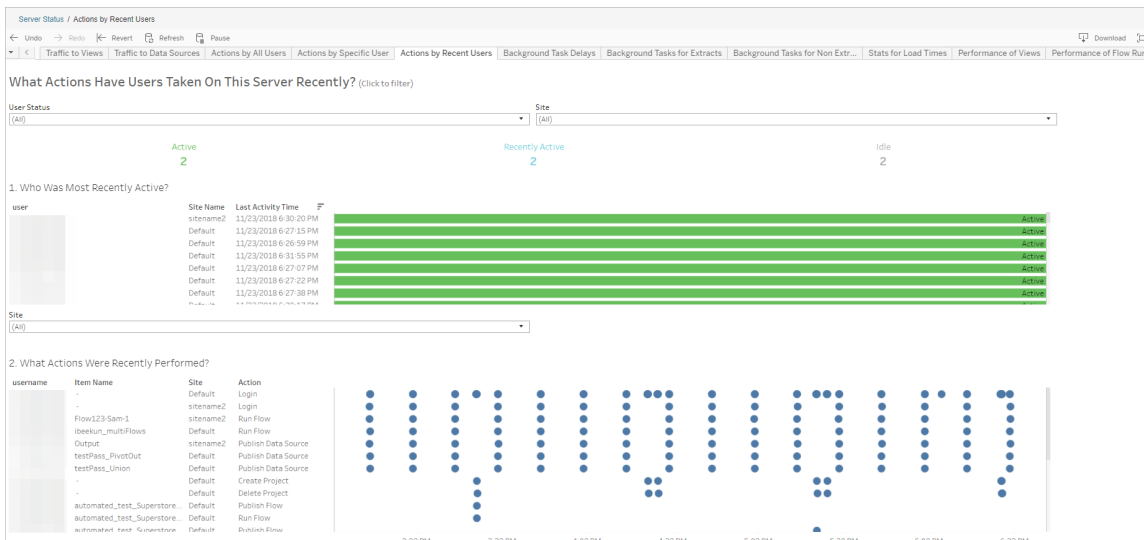 Server Status / Actions by Recent Users
← Undo → Redo Revert Refresh Pause Download
Traffic to Views Traffic to Data Sources Actions by All Users Actions by Specific User Actions by Recent Users Background Task Delays Background Tasks for Extracts Background Tasks for Non Extr... Stats for Load Times Performance of Views Performance of Flow Run
What Actions Have Users Taken On This Server Recently? (Click to filter)
User Status Site
(All) (All)
Active Recently Active Idle
2 2 2
1. Who Was Most Recently Active?
user Site Name Last Activity Time
sitename2 11/23/2018 6:30:20 PM Active
Default 11/23/2018 6:27:15 PM Active
Default 11/23/2018 6:26:59 PM Active
Default 11/23/2018 6:31:55 PM Active
Default 11/23/2018 6:27:07 PM Active
Default 11/23/2018 6:27:22 PM Active
Default 11/23/2018 6:27:38 PM Active
Site
(All)
2. What Actions Were Recently Performed?
username Item Name Site Action
- Default Login
- sitename2 Login
Flow123-Sam-1 sitename2 Run Flow
ibeekun_multiFlows Default Run Flow
Output sitename2 Publish Data Source
testPass_PivotOut Default Publish Data Source
testPass_Union Default Publish Data Source
- Default Create Project
- Default Delete Project
automated_test_Superstore... Default Publish Flow
automated_test_Superstore... Default Run Flow
automated_test_Superstore... Default Publish Flow